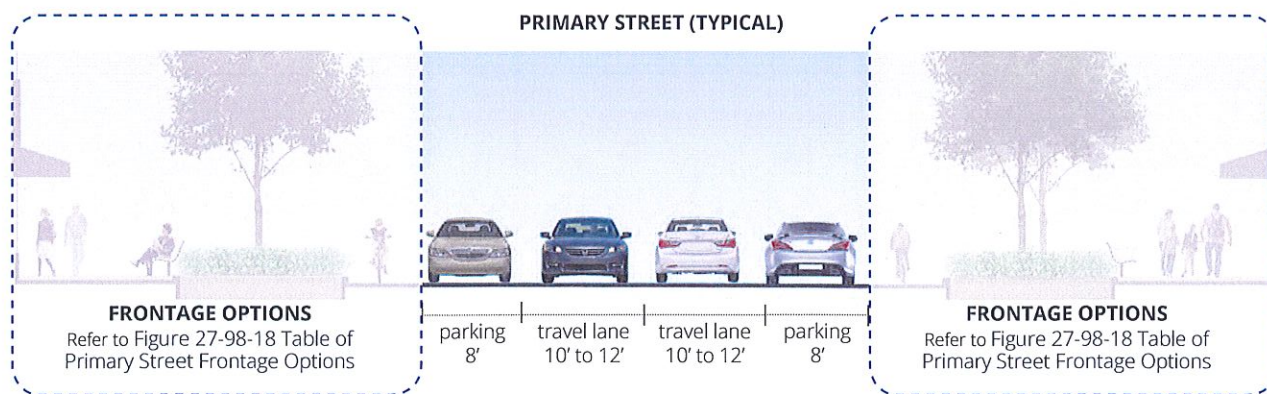 PRIMARY STREET (TYPICAL)
FRONTAGE OPTIONS
Refer to Figure 27-98-18 Table of
Primary Street Frontage Options
parking
8'
travel lane
10' to 12'
travel lane
10' to 12'
parking
8'
FRONTAGE OPTIONS
Refer to Figure 27-98-18 Table of
Primary Street Frontage Options